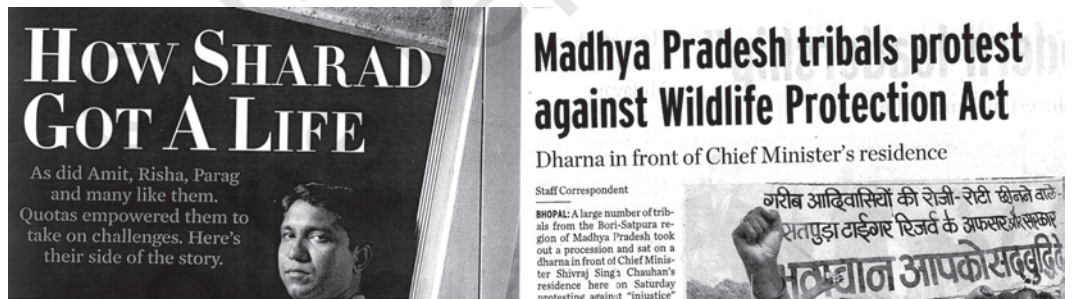 HOW SHARAD
GOT A LIFE
As did Amit, Risha, Parag
and many like them.
Quotas empowered them to
take on challenges. Here's
their side of the story.
Madhya Pradesh tribals protest
against Wildlife Protection Act
Dharna in front of Chief Minister's residence
Staff Correspondent
BHOPAL: A large number of trib-
als from the Bori-Satpura re-
gion of Madhya Pradesh took
out a procession and sat on a
dharna in front of Chief Minis-
ter Shivraj Singh Chauhan's
residence here on Saturday
protesting against "injustice"
गरीब आदिवासियों की रोजी-रोटी छीनने वाले
सतपुड़ा टाईगर रिजर्व के अफसर और सरकार
भगवान आपको सद्बुद्धि दे